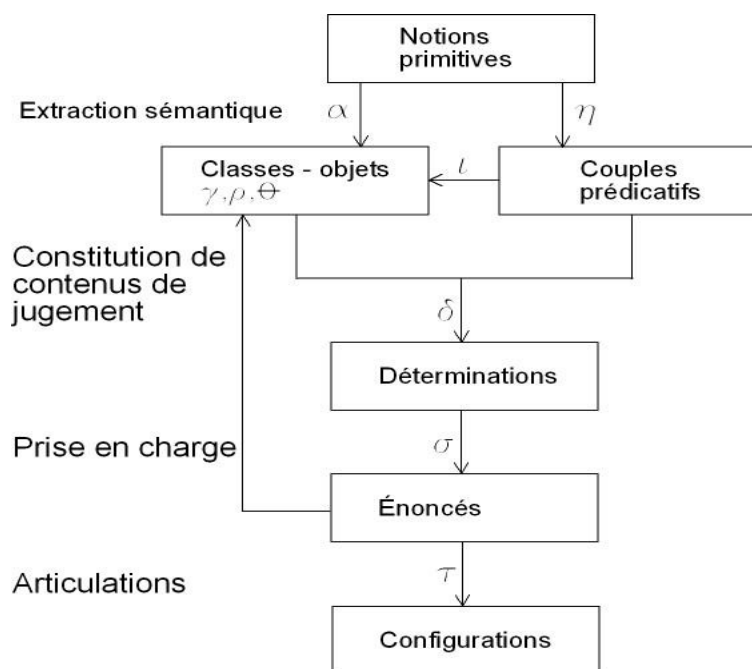 Notions
primitives
Extraction sémantique
α
η
Classes - objets
γ,ρ,ϴ
ι
Couples
prédicatifs
Constitution de
contenus de
jugement
δ
Déterminations
Prise en charge
σ
Énoncés
Articulations
τ
Configurations